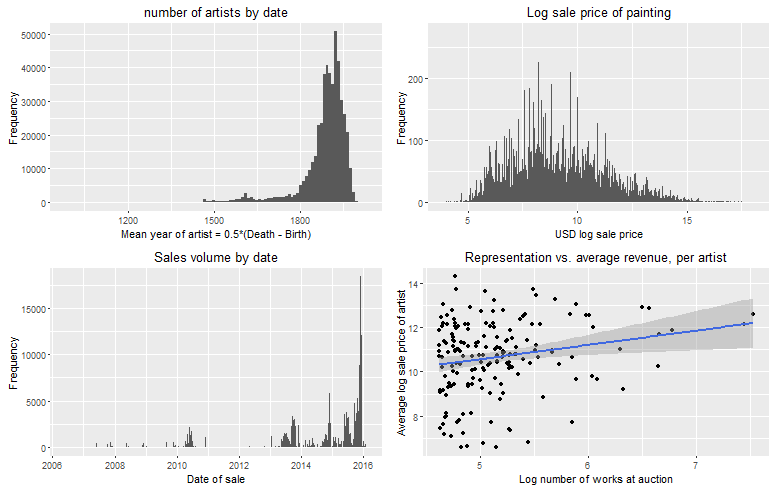 number of artists by date
Frequency
50000
40000
30000
20000
10000
0
1200
1500
1800
Mean year of artist = 0.5*(Death - Birth)
Log sale price of painting
Frequency
200
100
0
5
10
15
USD log sale price
Sales volume by date
Frequency
15000
10000
5000
0
2006
2008
2010
2012
2014
2016
Date of sale
Representation vs. average revenue, per artist
Average log sale price of artist
14
12
10
8
5
6
7
Log number of works at auction